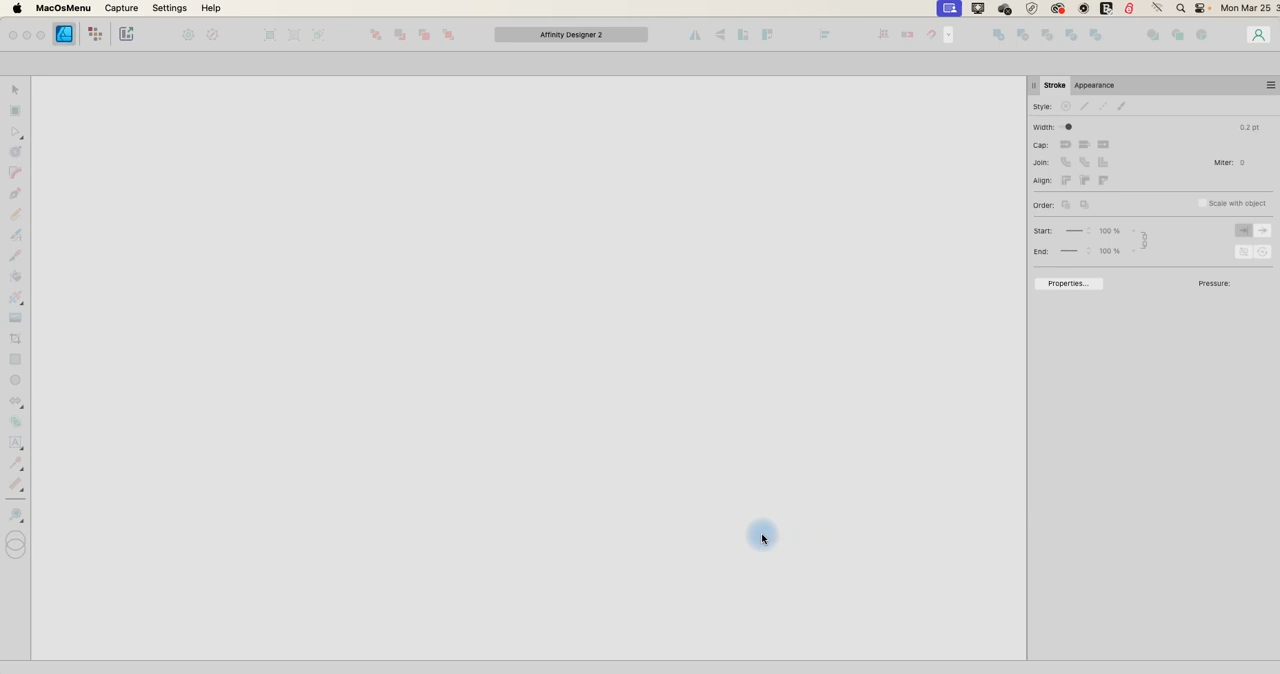 MacOsMenu Capture Settings Help Mon Mar 25
Affinity Designer 2
Stroke Appearance
Style:
Width: 0.2 pt
Cap:
Join: Miter: 0
Align:
Order: Scale with object
Start: 100 %
End: 100 %
Properties... Pressure: